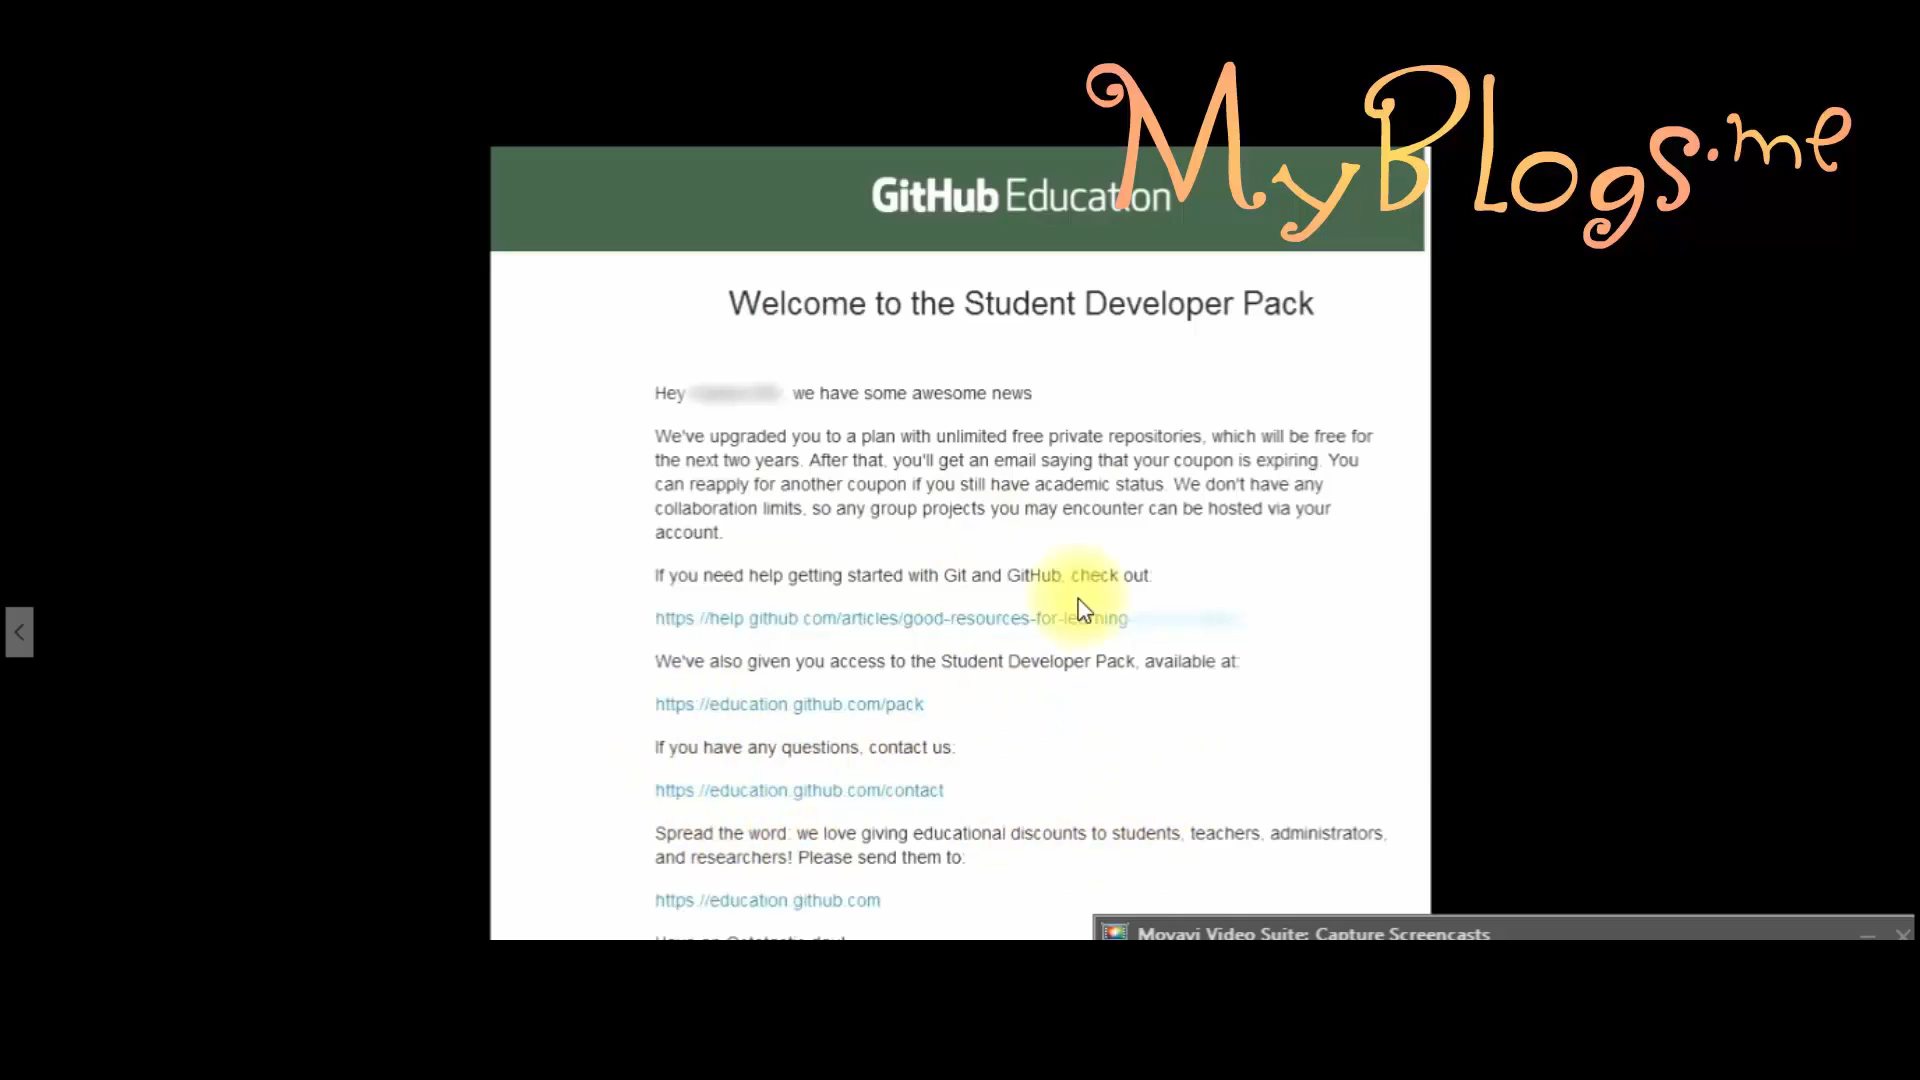 MyBlogs.me
GitHub Education
Welcome to the Student Developer Pack
Hey we have some awesome news
We've upgraded you to a plan with unlimited free private repositories, which will be free for
the next two years. After that, you'll get an email saying that your coupon is expiring. You
can reapply for another coupon if you still have academic status. We don't have any
collaboration limits, so any group projects you may encounter can be hosted via your
account.
If you need help getting started with Git and GitHub, check out:
https://help.github.com/articles/good-resources-for-learning
We've also given you access to the Student Developer Pack, available at:
https://education.github.com/pack
If you have any questions, contact us:
https://education.github.com/contact
Spread the word: we love giving educational discounts to students, teachers, administrators,
and researchers! Please send them to:
https://education.github.com
Movavi Video Suite: Capture Screencasts